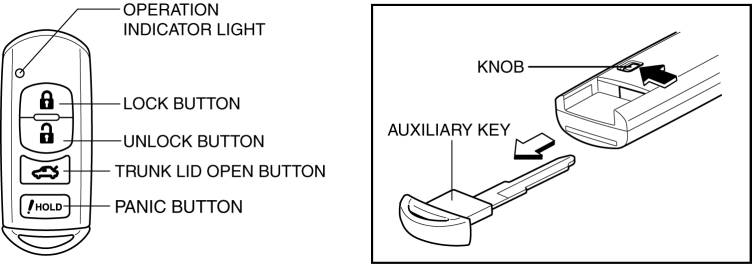 OPERATION
INDICATOR LIGHT
LOCK BUTTON
UNLOCK BUTTON
TRUNK LID OPEN BUTTON
!HOLD
PANIC BUTTON
KNOB
AUXILIARY KEY